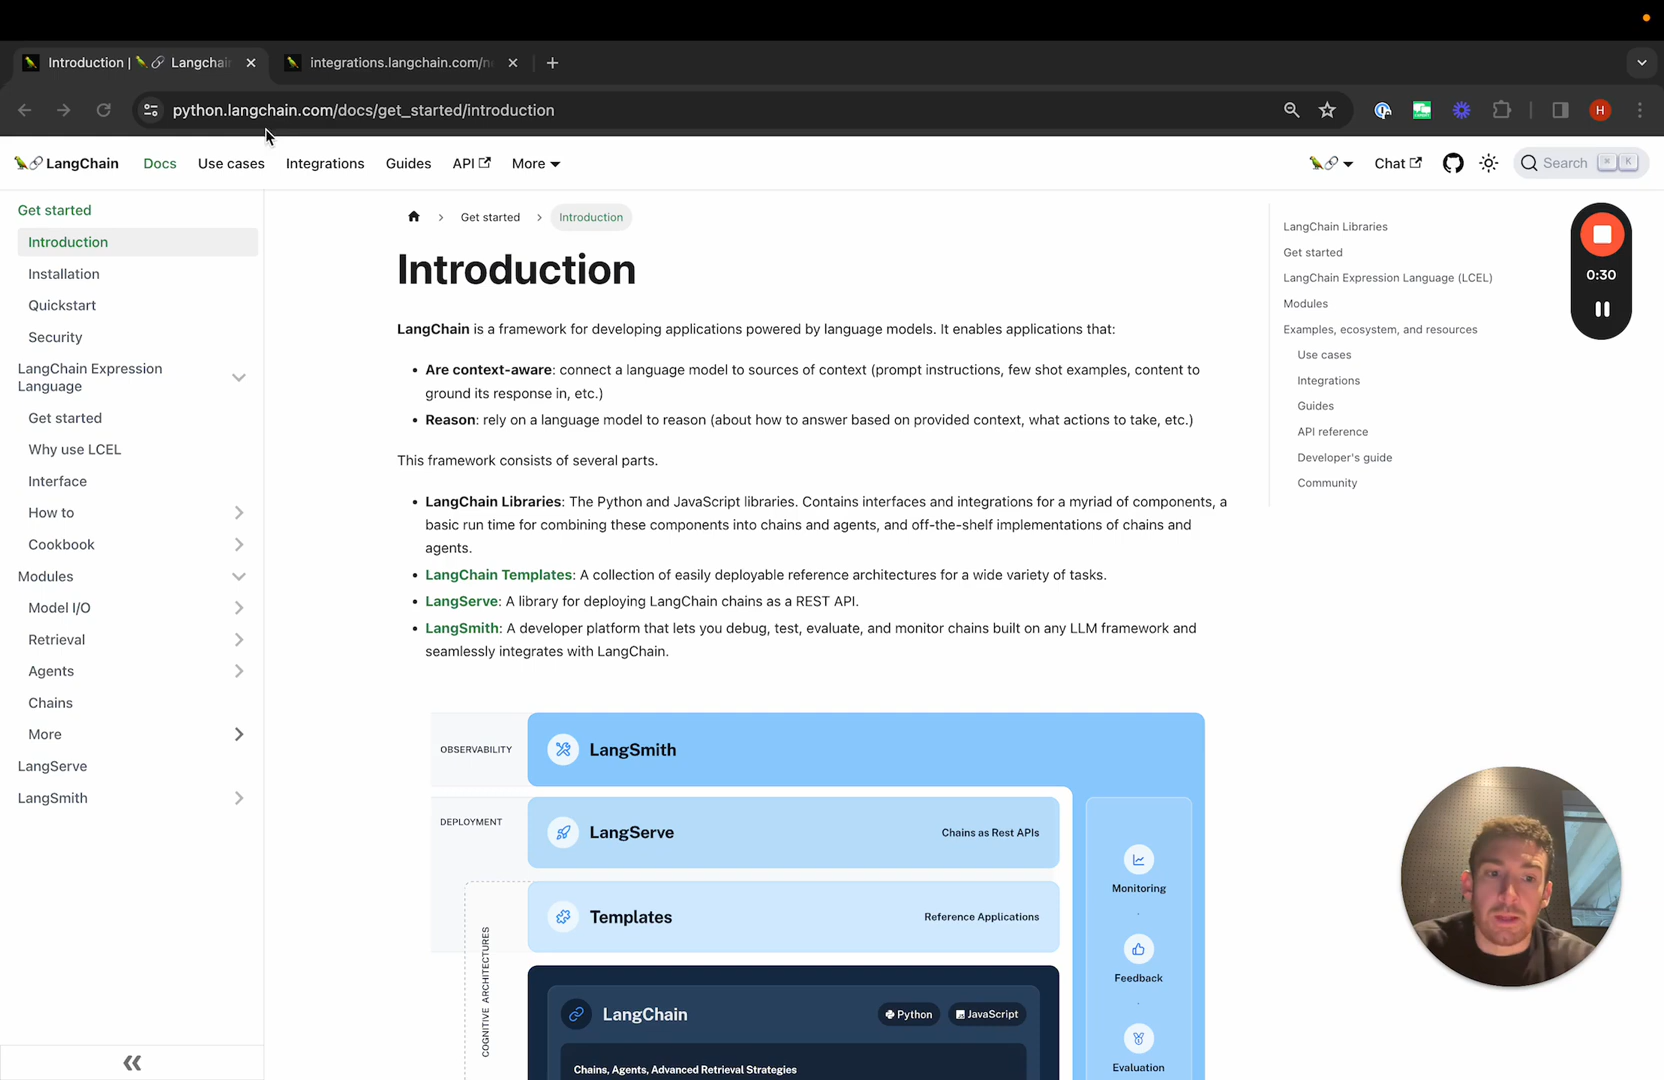 Introduction | Langchai
integrations.langchain.com/n
python.langchain.com/docs/get_started/introduction
H
LangChain
Docs
Use cases
Integrations
Guides
API
More
Chat
Search
K
Get started
Introduction
Installation
Quickstart
Security
LangChain Expression
Language
Get started
Why use LCEL
Interface
How to
Cookbook
Modules
Model I/O
Retrieval
Agents
Chains
More
LangServe
LangSmith
Get started
Introduction
Introduction
LangChain is a framework for developing applications powered by language models. It enables applications that:
• Are context-aware: connect a language model to sources of context (prompt instructions, few shot examples, content to
ground its response in, etc.)
• Reason: rely on a language model to reason (about how to answer based on provided context, what actions to take, etc.)
This framework consists of several parts.
• LangChain Libraries: The Python and JavaScript libraries. Contains interfaces and integrations for a myriad of components, a
basic run time for combining these components into chains and agents, and off-the-shelf implementations of chains and
agents.
• LangChain Templates: A collection of easily deployable reference architectures for a wide variety of tasks.
• LangServe: A library for deploying LangChain chains as a REST API.
• LangSmith: A developer platform that lets you debug, test, evaluate, and monitor chains built on any LLM framework and
seamlessly integrates with LangChain.
OBSERVABILITY
LangSmith
DEPLOYMENT
LangServe
Chains as Rest APIs
Templates
Reference Applications
COGNITIVE ARCHITECTURES
LangChain
Python
JavaScript
Chains, Agents, Advanced Retrieval Strategies
Monitoring
Feedback
Evaluation
LangChain Libraries
Get started
LangChain Expression Language (LCEL)
Modules
Examples, ecosystem, and resources
Use cases
Integrations
Guides
API reference
Developer's guide
Community
0:30